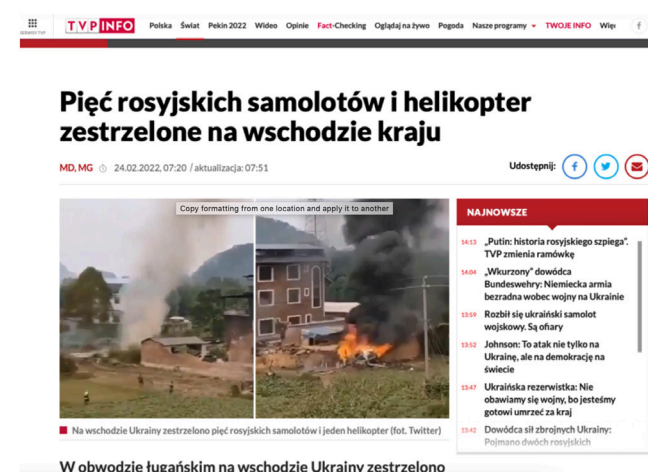 SERWISY TVP
TVP INFO
Polska Świat Pekin 2022 Wideo Opinie Fact-Checking Oglądaj na żywo Pogoda Nasze programy TWOJE INFO Więc
Pięć rosyjskich samolotów i helikopter
zestrzelone na wschodzie kraju
MD, MG 24.02.2022, 07:20 / aktualizacja: 07:51
Udostępnij:
Copy formatting from one location and apply it to another
Na wschodzie Ukrainy zestrzelono pięć rosyjskich samolotów i jeden helikopter (fot. Twitter)
NAJNOWSZE
14:13 „Putin: historia rosyjskiego szpiega".
TVP zmienia ramówkę
14:04 „Wkurzony" dowódca
Bundeswehry: Niemiecka armia
bezradna wobec wojny na Ukrainie
13:59 Rozbił się ukraiński samolot
wojskowy. Są ofiary
13:52 Johnson: To atak nie tylko na
Ukrainę, ale na demokrację na
świecie
13:47 Ukraińska rezerwistka: Nie
obawiamy się wojny, bo jesteśmy
gotowi umrzeć za kraj
13:42 Dowódca sił zbrojnych Ukrainy:
Pojmano dwóch rosyjskich
W obwodzie ługańskim na wschodzie Ukrainy zestrzelono